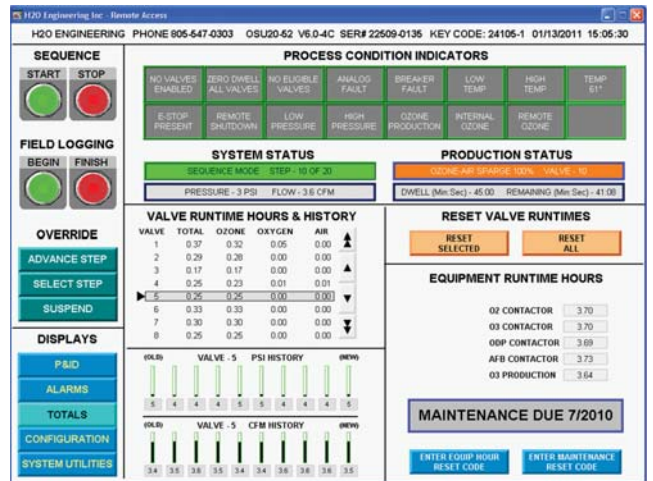 H2O Engineering Inc - Remote Access
H2O ENGINEERING PHONE 805-547-0303 OSU20-52 V6.0-4C SER# 22509-0135 KEY CODE: 24105-1 01/13/2011 15:05:30
SEQUENCE
START STOP
FIELD LOGGING
BEGIN FINISH
OVERRIDE
ADVANCE STEP
SELECT STEP
SUSPEND
DISPLAYS
P&ID
ALARMS
TOTALS
CONFIGURATION
SYSTEM UTILITIES
PROCESS CONDITION INDICATORS
NO VALVES ENABLED
ZERO DWELL ALL VALVES
NO ELIGIBLE VALVES
ANALOG FAULT
BREAKER FAULT
LOW TEMP
HIGH TEMP
TEMP 61°
E-STOP PRESENT
REMOTE SHUTDOWN
LOW PRESSURE
HIGH PRESSURE
OZONE PRODUCTION
INTERNAL OZONE
REMOTE OZONE
SYSTEM STATUS
SEQUENCE MODE STEP - 10 OF 20
PRESSURE - 3 PSI FLOW - 3.6 CFM
PRODUCTION STATUS
OZONE-AIR SPARGE 100% VALVE - 10
DWELL (Min:Sec) - 45:00 REMAINING (Min:Sec) - 41:08
VALVE RUNTIME HOURS & HISTORY
VALVE TOTAL OZONE OXYGEN AIR
1 0.37 0.32 0.05 0.00
2 0.29 0.28 0.00 0.00
3 0.17 0.17 0.00 0.00
4 0.25 0.23 0.01 0.01
5 0.25 0.25 0.00 0.00
6 0.33 0.33 0.00 0.00
7 0.30 0.30 0.00 0.00
8 0.25 0.25 0.00 0.00
(OLD) VALVE - 5 PSI HISTORY (NEW)
5 4 4 5 5 4 4 4 4 5
(OLD) VALVE - 5 CFM HISTORY (NEW)
3.4 3.5 3.8 3.5 3.4 3.4 3.6 3.8 3.6 3.5
RESET VALVE RUNTIMES
RESET SELECTED
RESET ALL
EQUIPMENT RUNTIME HOURS
O2 CONTACTOR 3.70
O3 CONTACTOR 3.70
ODP CONTACTOR 3.69
AFB CONTACTOR 3.73
O3 PRODUCTION 3.64
MAINTENANCE DUE 7/2010
ENTER EQUIP HOUR RESET CODE
ENTER MAINTENANCE RESET CODE